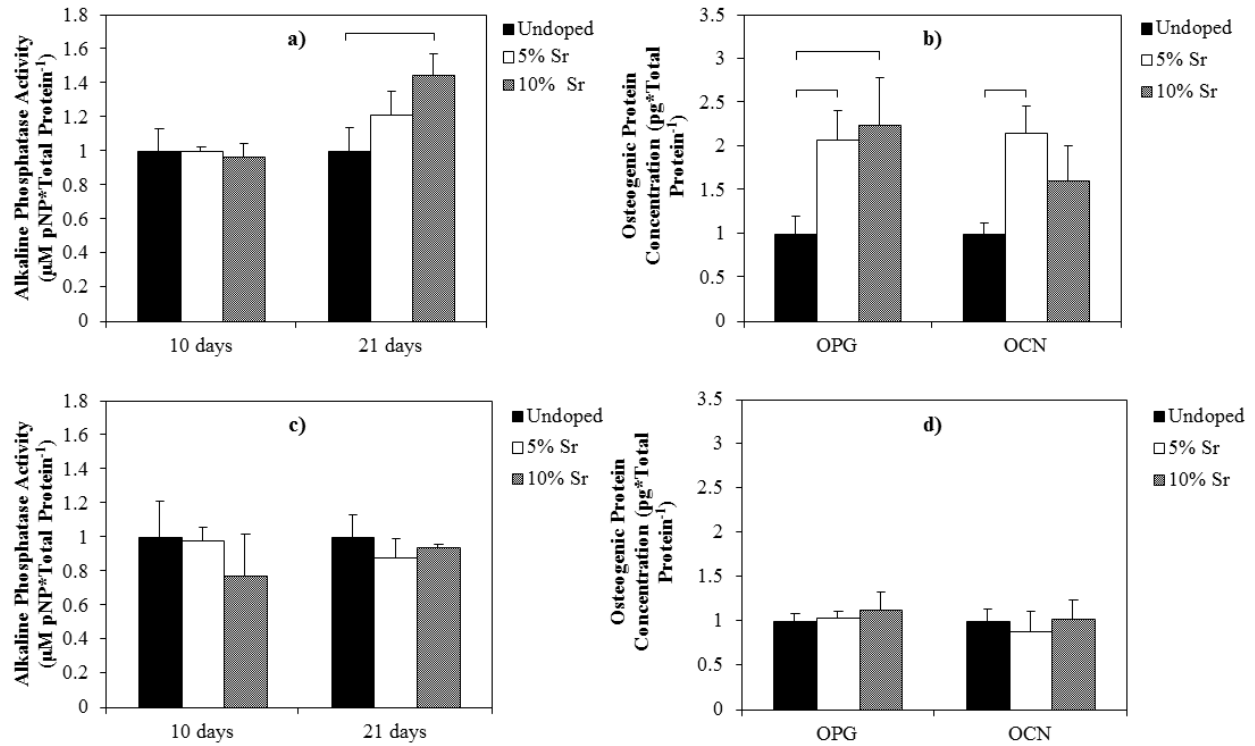 Alkaline Phosphatase Activity
(µM pNP*Total Protein⁻¹)
1.8
1.6
1.4
1.2
1
0.8
0.6
0.4
0.2
0
a)
10 days
21 days
Undoped
5% Sr
10% Sr
Osteogenic Protein
Concentration (pg*Total
Protein⁻¹)
3.5
3
2.5
2
1.5
1
0.5
0
b)
OPG
OCN
Undoped
5% Sr
10% Sr
Alkaline Phosphatase Activity
(µM pNP*Total Protein⁻¹)
1.8
1.6
1.4
1.2
1
0.8
0.6
0.4
0.2
0
c)
10 days
21 days
Undoped
5% Sr
10% Sr
Osteogenic Protein
Concentration (pg*Total
Protein⁻¹)
3.5
3
2.5
2
1.5
1
0.5
0
d)
OPG
OCN
Undoped
5% Sr
10% Sr